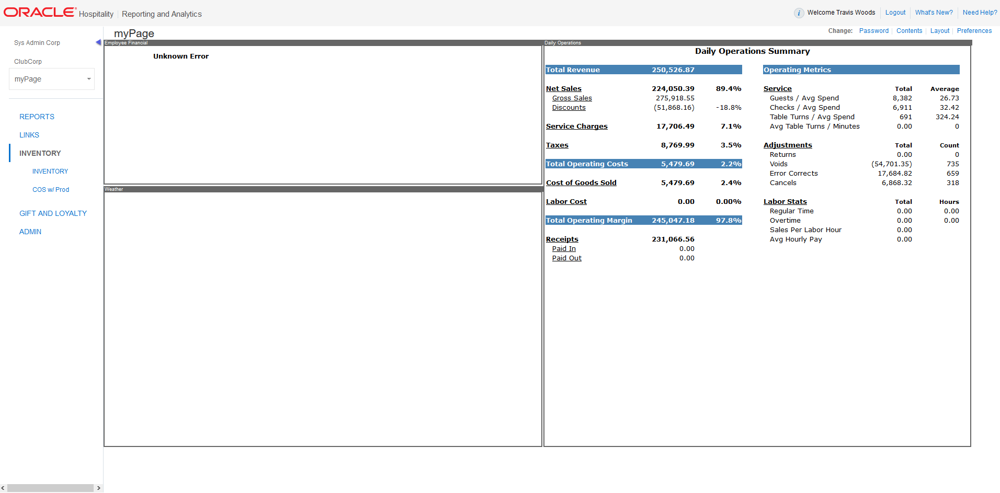 ORACLE Hospitality Reporting and Analytics
Welcome Travis Woods Logout What's New? Need Help?
Sys Admin Corp
ClubCorp
myPage
REPORTS
LINKS
INVENTORY
INVENTORY
COS w/ Prod
GIFT AND LOYALTY
ADMIN
myPage
Change: Password Contents Layout Preferences
Employee Financial
Unknown Error
Weather
Daily Operations
Daily Operations Summary
Total Revenue 250,526.87
Net Sales 224,050.39 89.4%
Gross Sales 275,918.55
Discounts (51,868.16) -18.8%
Service Charges 17,706.49 7.1%
Taxes 8,769.99 3.5%
Total Operating Costs 5,479.69 2.2%
Cost of Goods Sold 5,479.69 2.4%
Labor Cost 0.00 0.00%
Total Operating Margin 245,047.18 97.8%
Receipts 231,066.56
Paid In 0.00
Paid Out 0.00
Operating Metrics
Service Total Average
Guests / Avg Spend 8,382 26.73
Checks / Avg Spend 6,911 32.42
Table Turns / Avg Spend 691 324.24
Avg Table Turns / Minutes 0.00 0
Adjustments Total Count
Returns 0.00 0
Voids (54,701.35) 735
Error Corrects 17,684.82 659
Cancels 6,868.32 318
Labor Stats Total Hours
Regular Time 0.00 0.00
Overtime 0.00 0.00
Sales Per Labor Hour 0.00
Avg Hourly Pay 0.00